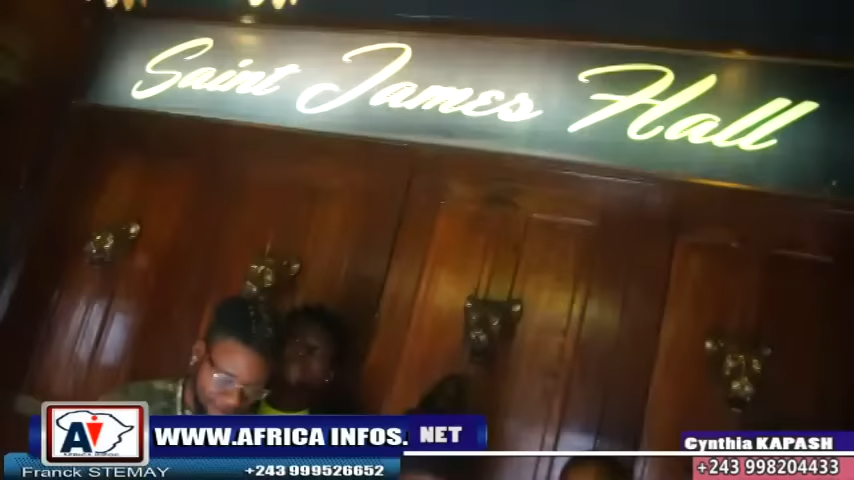 Saint James Hall
Ai
WWW.AFRICA INFOS. NET
Cynthia KAPASH
Franck STEMAY
+243 999526652
+243 998204433